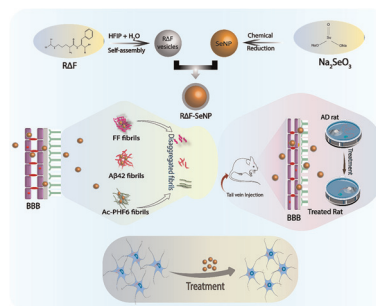 HFIP + H₂O
Self-assembly
RΔF
RΔF
vesicles
SeNP
Chemical
Reduction
Na₂SeO₃
RΔF-SeNP
FF fibrils
Aβ42 fibrils
Ac-PHF6 fibrils
Disaggregated fibrils
BBB
Tail vein injection
AD rat
Treatment
BBB
Treated Rat
Treatment